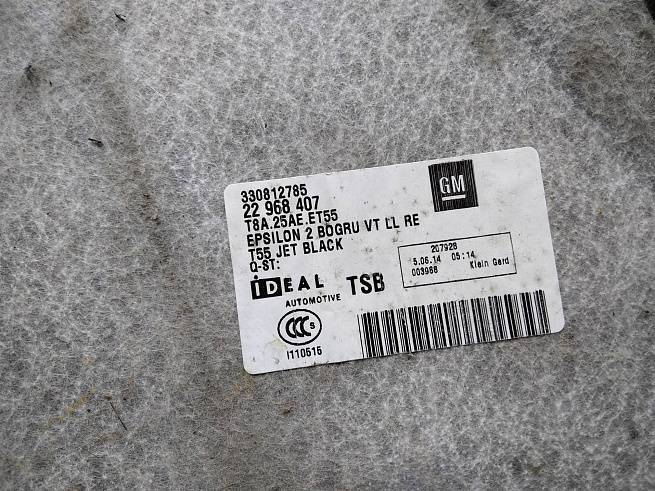 330812785
22 968 407
T8A.25AE.ET55
EPSILON 2 BOGRU VT LL RE
T55 JET BLACK
Q-ST:
GM
207928
5.06.14 05:14
003968 Klein Gerd
iDEAL
AUTOMOTIVE
TSB
CCC S
I110616